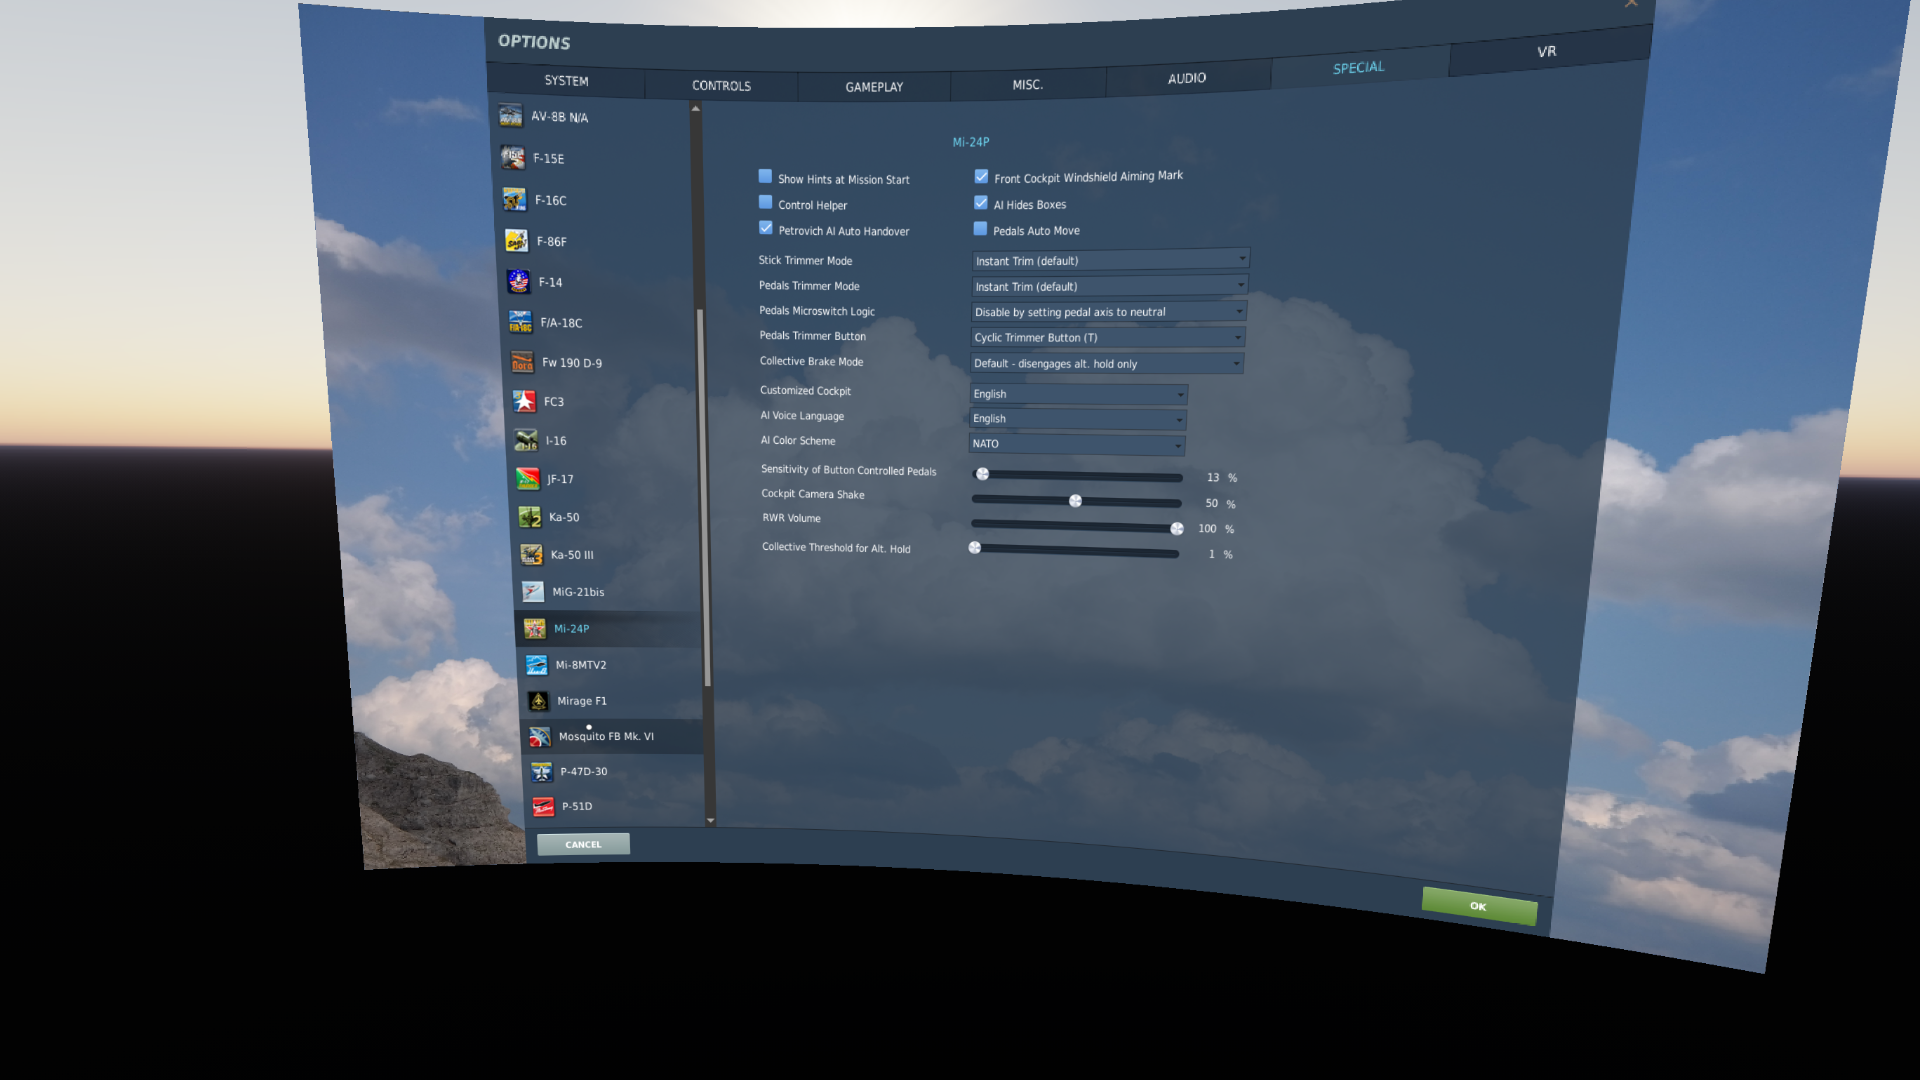 OPTIONS
SYSTEM
CONTROLS
GAMEPLAY
MISC.
AUDIO
SPECIAL
VR
AV-8B N/A
F-15E
F-16C
F-86F
F-14
F/A-18C
Fw 190 D-9
FC3
I-16
JF-17
Ka-50
Ka-50 III
MiG-21bis
Mi-24P
Mi-8MTV2
Mirage F1
Mosquito FB Mk. VI
P-47D-30
P-51D
Mi-24P
Show Hints at Mission Start
Front Cockpit Windshield Aiming Mark
Control Helper
AI Hides Boxes
Petrovich AI Auto Handover
Pedals Auto Move
Stick Trimmer Mode
Instant Trim (default)
Pedals Trimmer Mode
Instant Trim (default)
Pedals Microswitch Logic
Disable by setting pedal axis to neutral
Pedals Trimmer Button
Cyclic Trimmer Button (T)
Collective Brake Mode
Default - disengages alt. hold only
Customized Cockpit
English
AI Voice Language
English
AI Color Scheme
NATO
Sensitivity of Button Controlled Pedals
13 %
Cockpit Camera Shake
50 %
RWR Volume
100 %
Collective Threshold for Alt. Hold
1 %
CANCEL
OK